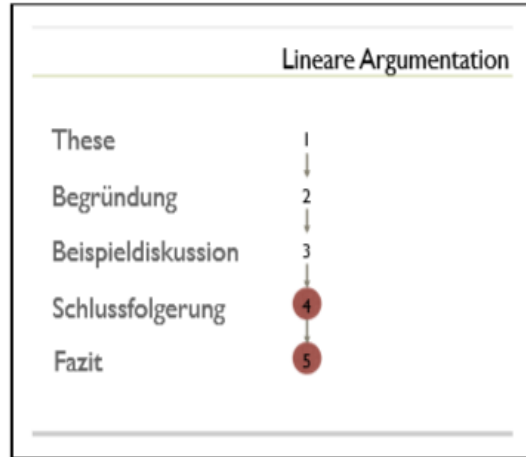 Lineare Argumentation
These 1
Begründung 2
Beispieldiskussion 3
Schlussfolgerung 4
Fazit 5